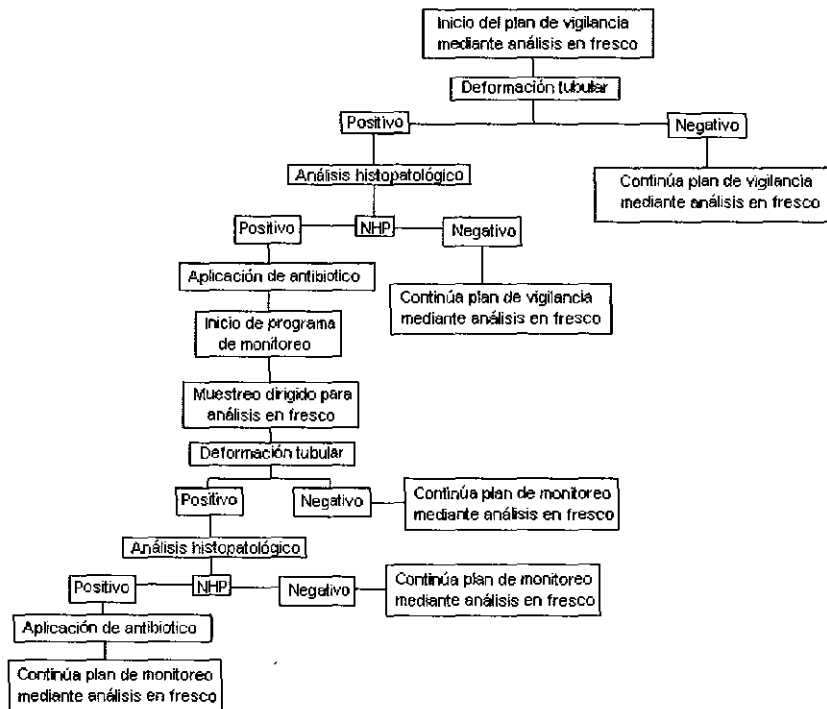 Inicio del plan de vigilancia
mediante análisis en fresco
Deformación tubular
Positivo
Negativo
Análisis histopatológico
Continúa plan de vigilancia
mediante análisis en fresco
Positivo
NHP
Negativo
Aplicación de antibiotico
Continúa plan de vigilancia
mediante análisis en fresco
Inicio de programa
de monitoreo
Muestreo dirigido para
análisis en fresco
Deformación tubular
Positivo
Negativo
Continúa plan de monitoreo
mediante análisis en fresco
Análisis histopatológico
Positivo
NHP
Negativo
Continúa plan de monitoreo
mediante análisis en fresco
Aplicación de antibiotico
Continúa plan de monitoreo
mediante análisis en fresco